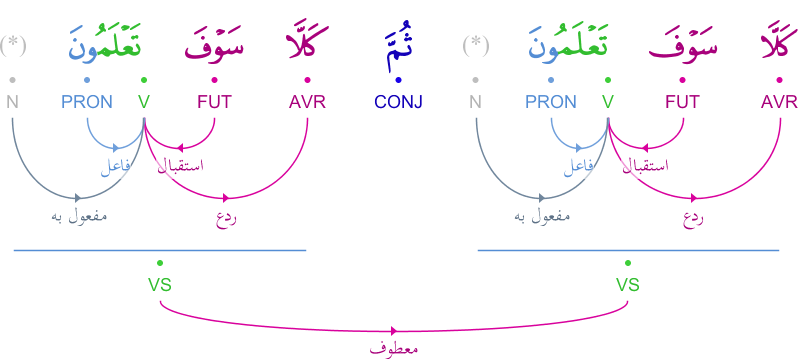 كَلَّا سَوْفَ تَعْلَمُونَ (*) ثُمَّ كَلَّا سَوْفَ تَعْلَمُونَ (*)
AVR FUT V PRON N CONJ AVR FUT V PRON N
استقبال فاعل استقبال فاعل
ردع مفعول به ردع مفعول به
VS VS
معطوف